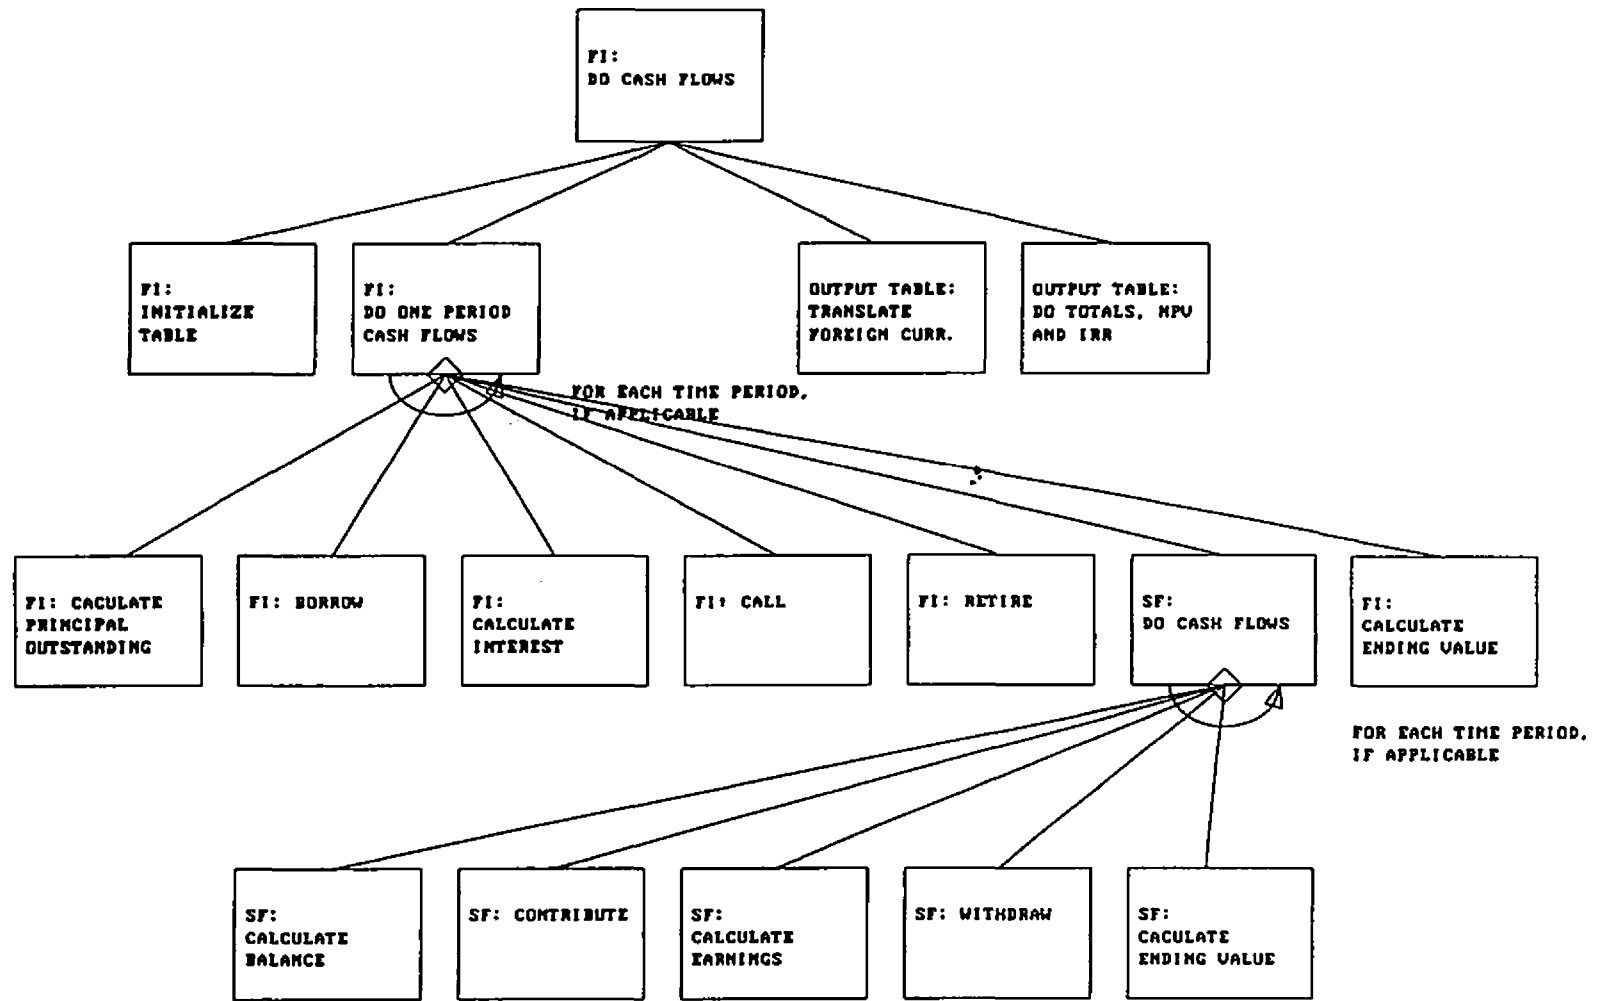 FI:
DO CASH FLOWS
FI:
INITIALIZE
TABLE
FI:
DO ONE PERIOD
CASH FLOWS
OUTPUT TABLE:
TRANSLATE
FOREIGN CURR.
OUTPUT TABLE:
DO TOTALS, NPV
AND IRR
FOR EACH TIME PERIOD,
IF APPLICABLE
FI: CACULATE
PRINCIPAL
OUTSTANDING
FI: BORROW
FI:
CALCULATE
INTEREST
FI: CALL
FI: RETIRE
SF:
DO CASH FLOWS
FI:
CALCULATE
ENDING VALUE
FOR EACH TIME PERIOD,
IF APPLICABLE
SF:
CALCULATE
BALANCE
SF: CONTRIBUTE
SF:
CALCULATE
EARNINGS
SF: WITHDRAW
SF:
CACULATE
ENDING VALUE